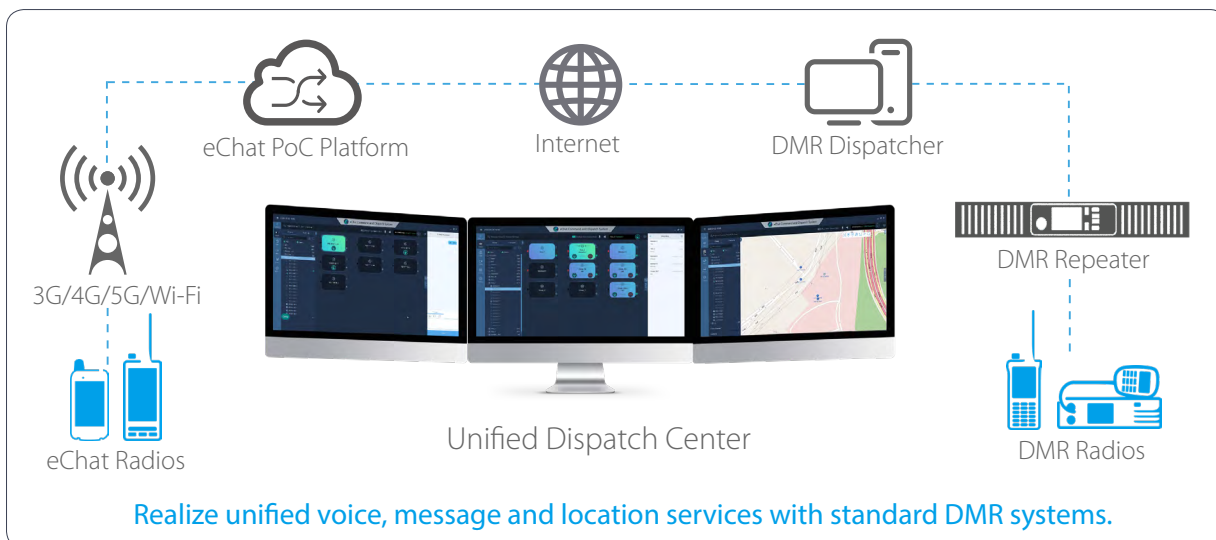 eChat PoC Platform
Internet
DMR Dispatcher
3G/4G/5G/Wi-Fi
DMR Repeater
eChat Radios
Unified Dispatch Center
DMR Radios
Realize unified voice, message and location services with standard DMR systems.